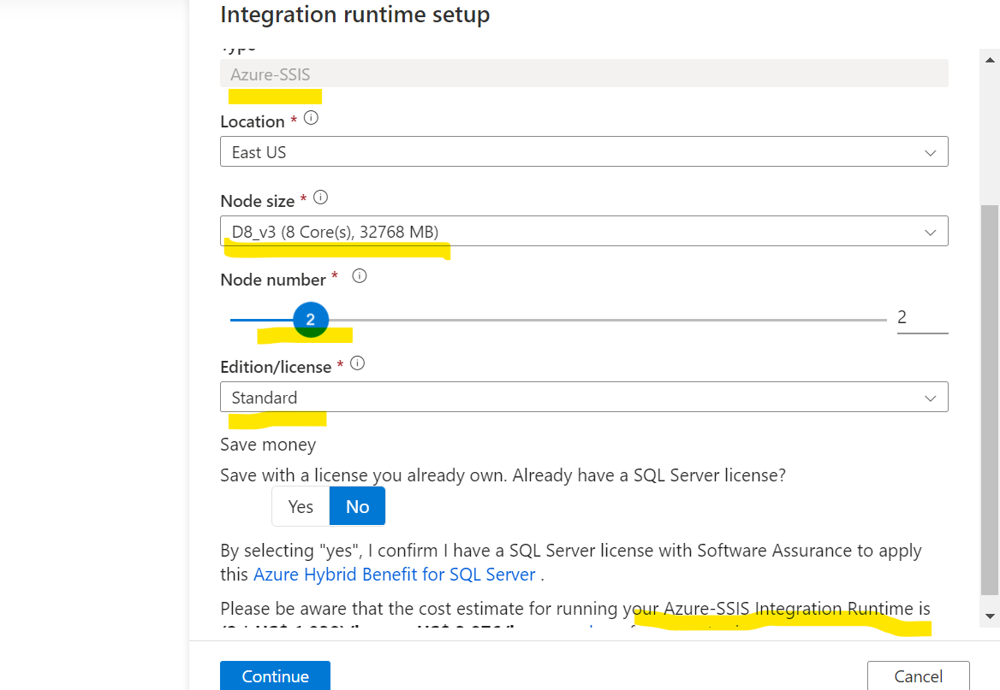 Integration runtime setup
Type
Azure-SSIS
Location *
East US
Node size *
D8_v3 (8 Core(s), 32768 MB)
Node number *
2
2
Edition/license *
Standard
Save money
Save with a license you already own. Already have a SQL Server license?
Yes No
By selecting "yes", I confirm I have a SQL Server license with Software Assurance to apply
this Azure Hybrid Benefit for SQL Server .
Please be aware that the cost estimate for running your Azure-SSIS Integration Runtime is
Continue Cancel